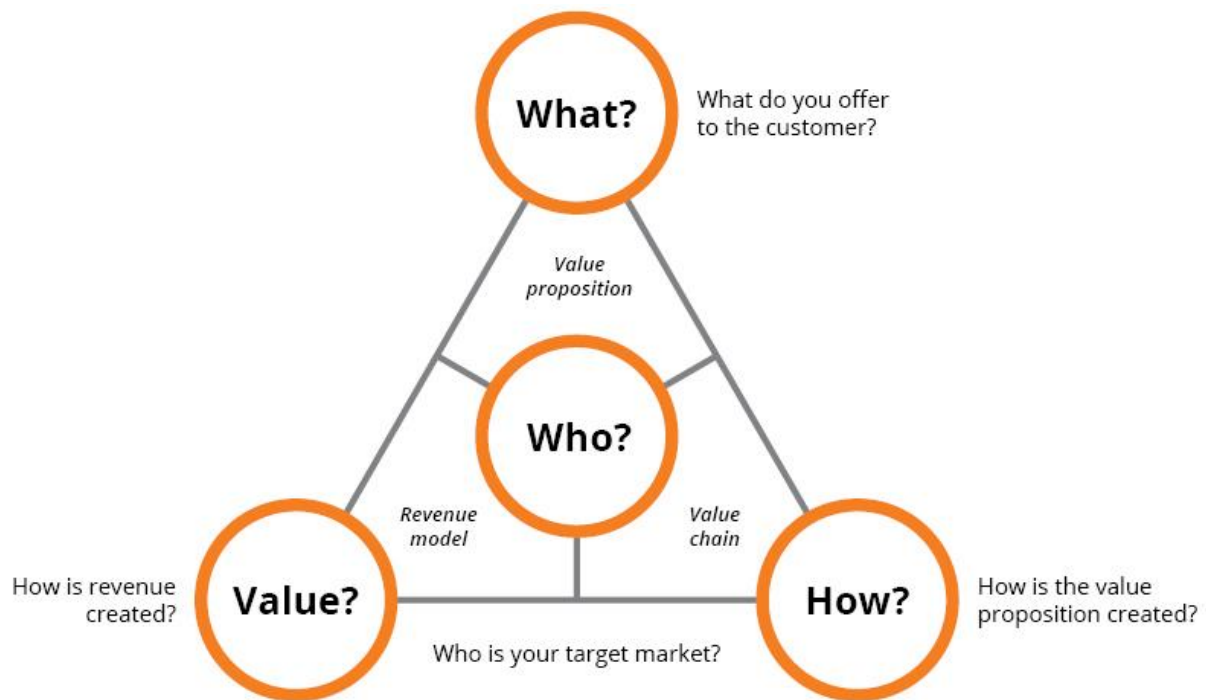 What?
What do you offer
to the customer?
Value
proposition
Who?
Revenue
model
Value
chain
How is revenue
created?
Value?
How?
How is the value
proposition created?
Who is your target market?